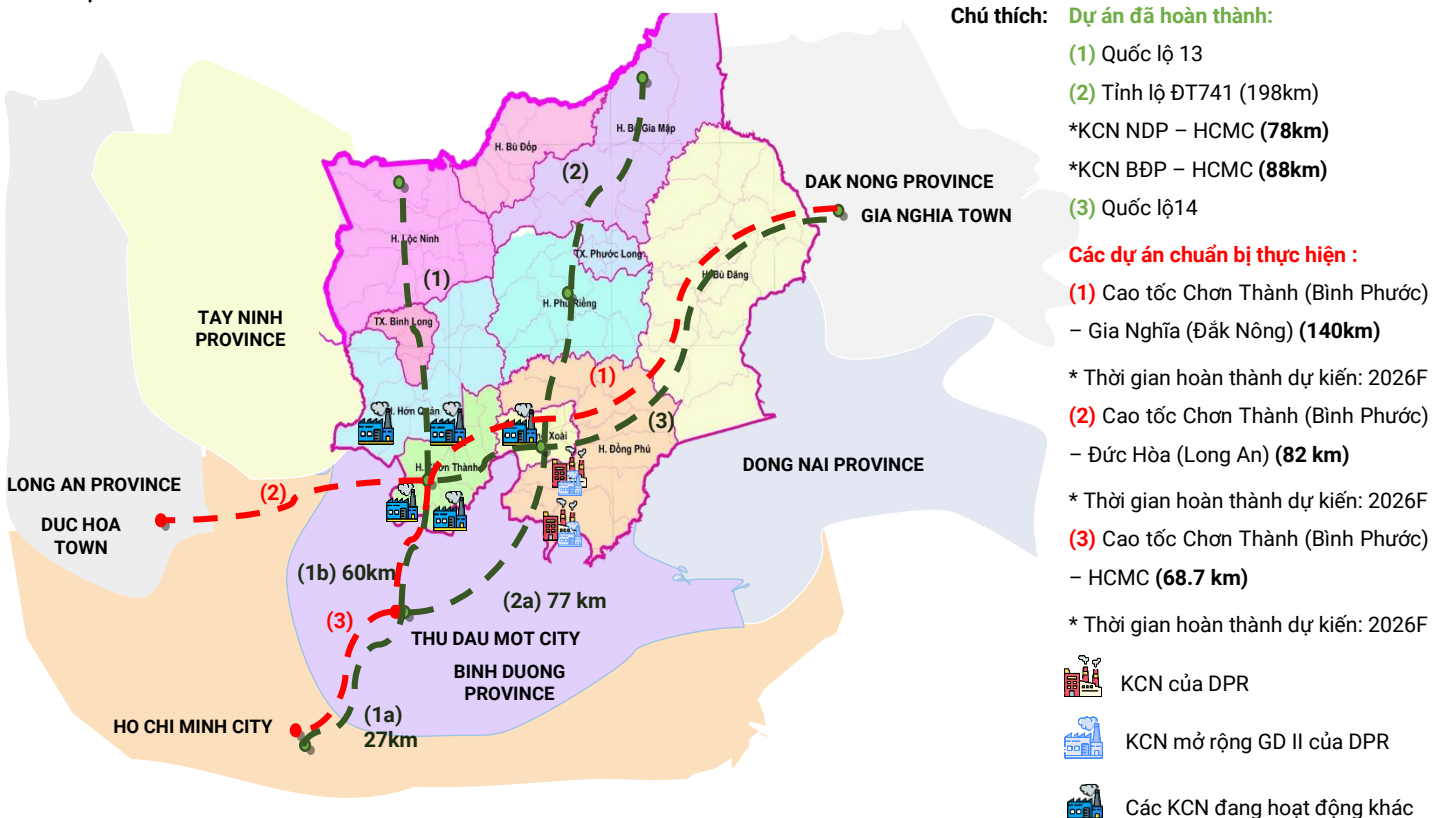 Chú thích:
Dự án đã hoàn thành:
(1) Quốc lộ 13
(2) Tỉnh lộ ĐT741 (198km)
*KCN NDP – HCMC (78km)
*KCN BĐP – HCMC (88km)
(3) Quốc lộ14
Các dự án chuẩn bị thực hiện :
(1) Cao tốc Chơn Thành (Bình Phước)
– Gia Nghĩa (Đắk Nông) (140km)
* Thời gian hoàn thành dự kiến: 2026F
(2) Cao tốc Chơn Thành (Bình Phước)
– Đức Hòa (Long An) (82 km)
* Thời gian hoàn thành dự kiến: 2026F
(3) Cao tốc Chơn Thành (Bình Phước)
– HCMC (68.7 km)
* Thời gian hoàn thành dự kiến: 2026F
KCN của DPR
KCN mở rộng GD II của DPR
Các KCN đang hoạt động khác
H. Bù Đốp
(2)
DAK NONG PROVINCE
GIA NGHIA TOWN
H. Lộc Ninh
TX. Phước Long
(1)
H. Bù Đăng
H. Phú Riềng
TAY NINH
PROVINCE
TX. Bình Long
(1)
(3)
H. Hớn Quản
Xoài
H. Đồng Phú
H. Chơn Thành
DONG NAI PROVINCE
LONG AN PROVINCE
(2)
DUC HOA
TOWN
(1b) 60km
(2a) 77 km
(3)
THU DAU MOT CITY
BINH DUONG
PROVINCE
HO CHI MINH CITY
(1a)
27km